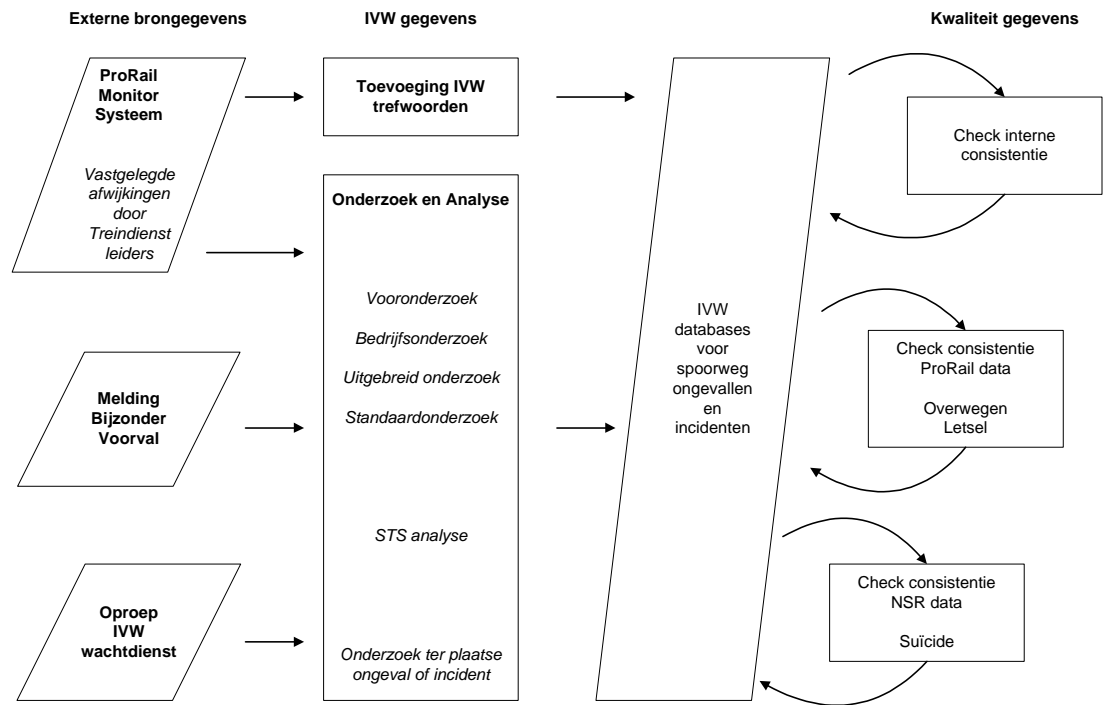 Externe brongegevens
IVW gegevens
Kwaliteit gegevens
ProRail
Monitor
Systeem
Vastgelegde
afwijkingen
door
Treindienst
leiders
Melding
Bijzonder
Voorval
Oproep
IVW
wachtdienst
Toevoeging IVW
trefwoorden
Onderzoek en Analyse
Vooronderzoek
Bedrijfsonderzoek
Uitgebreid onderzoek
Standaardonderzoek
STS analyse
Onderzoek ter plaatse
ongeval of incident
IVW
databases
voor
spoorweg
ongevallen
en
incidenten
Check interne
consistentie
Check consistentie
ProRail data
Overwegen
Letsel
Check consistentie
NSR data
Suïcide